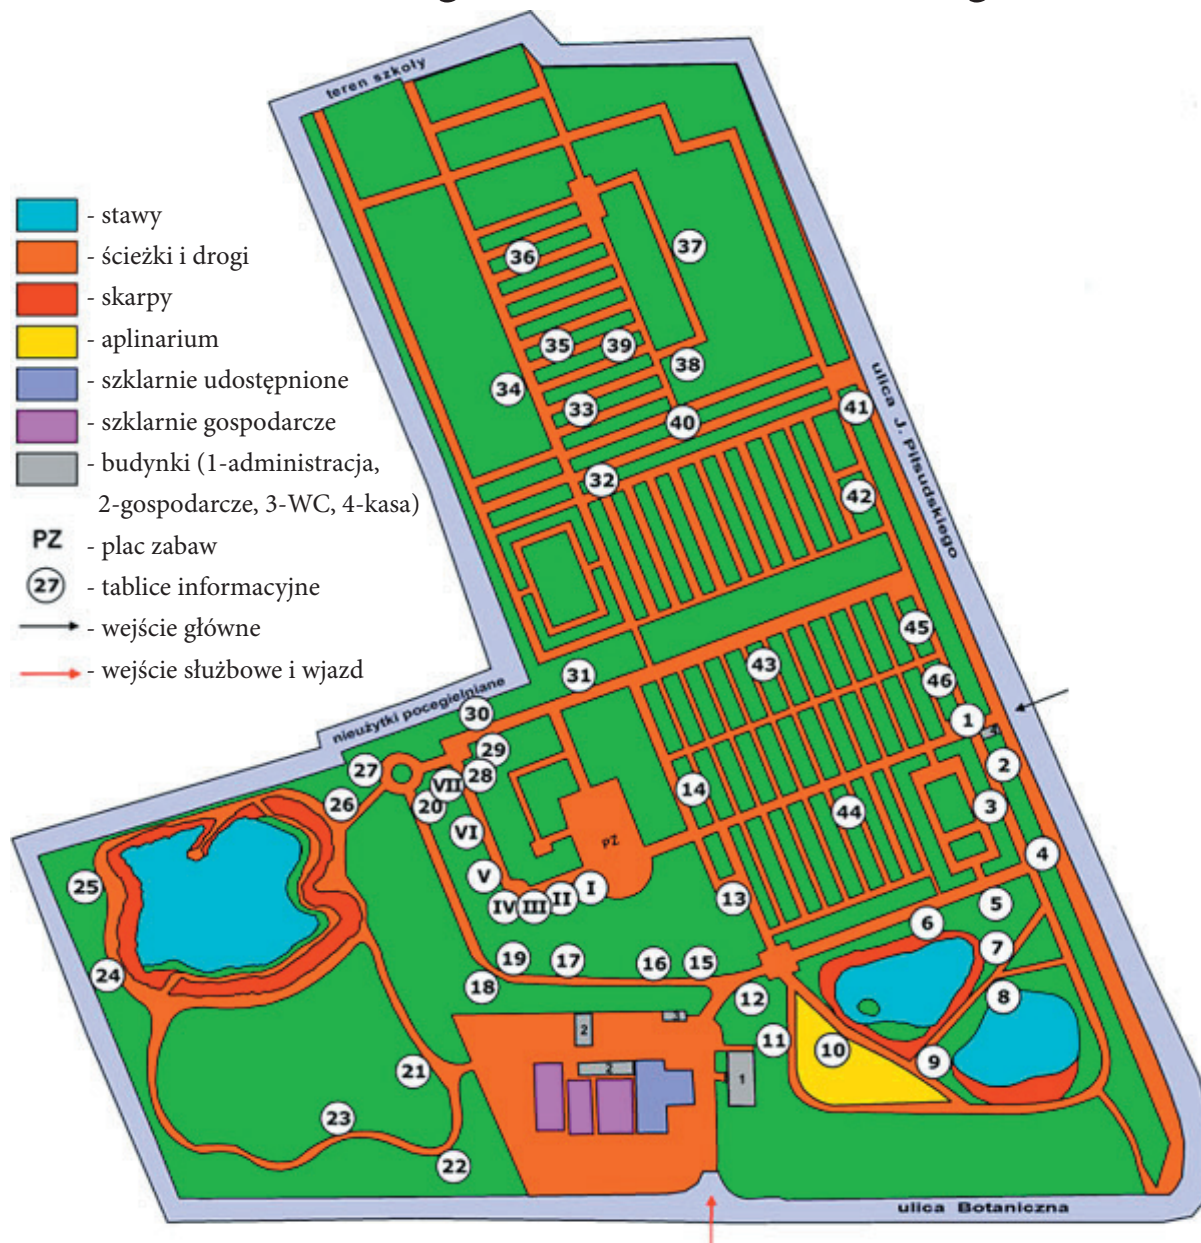 teren szkoły
- stawy
- ścieżki i drogi
- skarpy
- aplinarium
- szklarnie udostępnione
- szklarnie gospodarcze
- budynki (1-administracja,
2-gospodarcze, 3-WC, 4-kasa)
PZ - plac zabaw
27 - tablice informacyjne
- wejście główne
- wejście służbowe i wjazd
36
37
35
39
38
34
33
40
41
ulica J. Piłsudskiego
32
42
31
43
45
46
nieużytki pocegielniane
30
1
29
2
27
28
VII
26
20
14
44
3
VI
PZ
4
25
V
I
II
III
IV
13
5
6
7
24
19
17
16
15
18
12
8
2
3
11
10
9
21
2
1
23
22
ulica Botaniczna